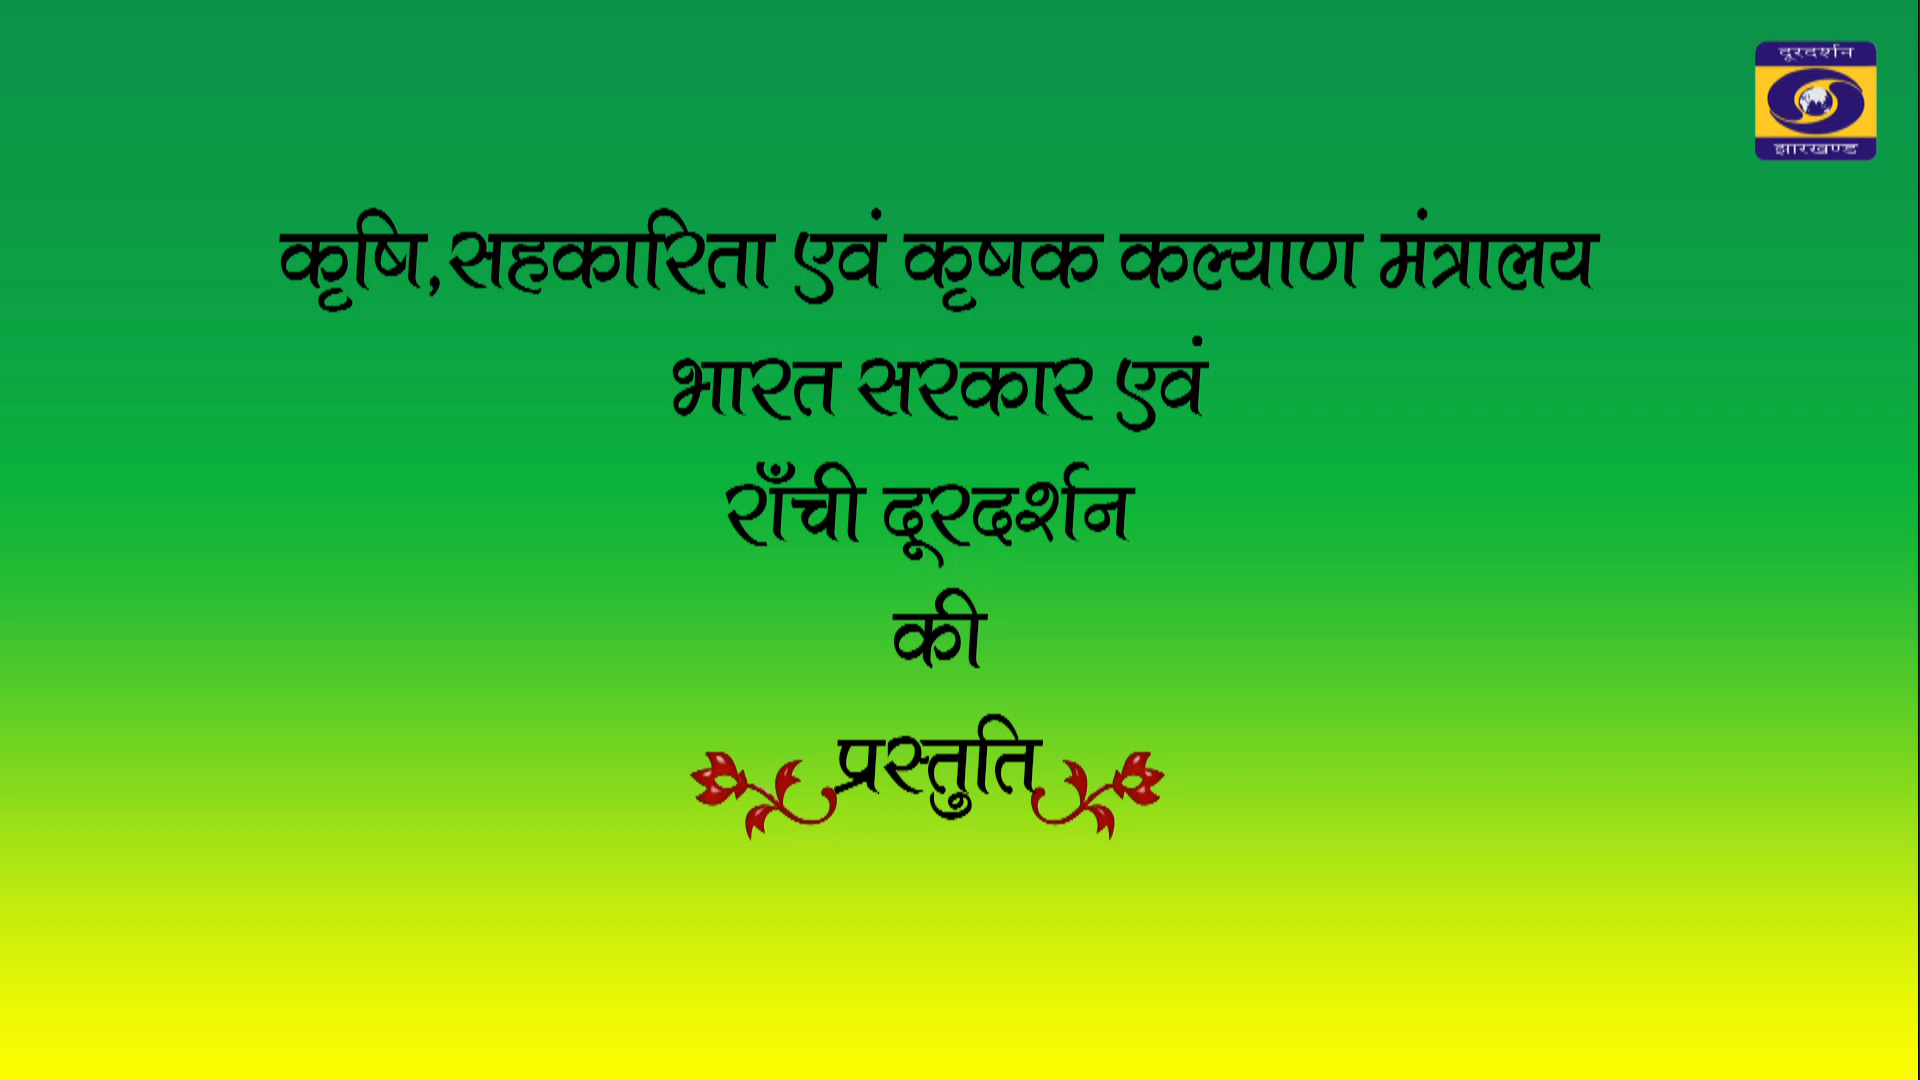 दूरदर्शन
झारखण्ड
कृषि,सहकारिता एवं कृषक कल्याण मंत्रालय
भारत सरकार एवं
राँची दूरदर्शन
की
प्रस्तुति